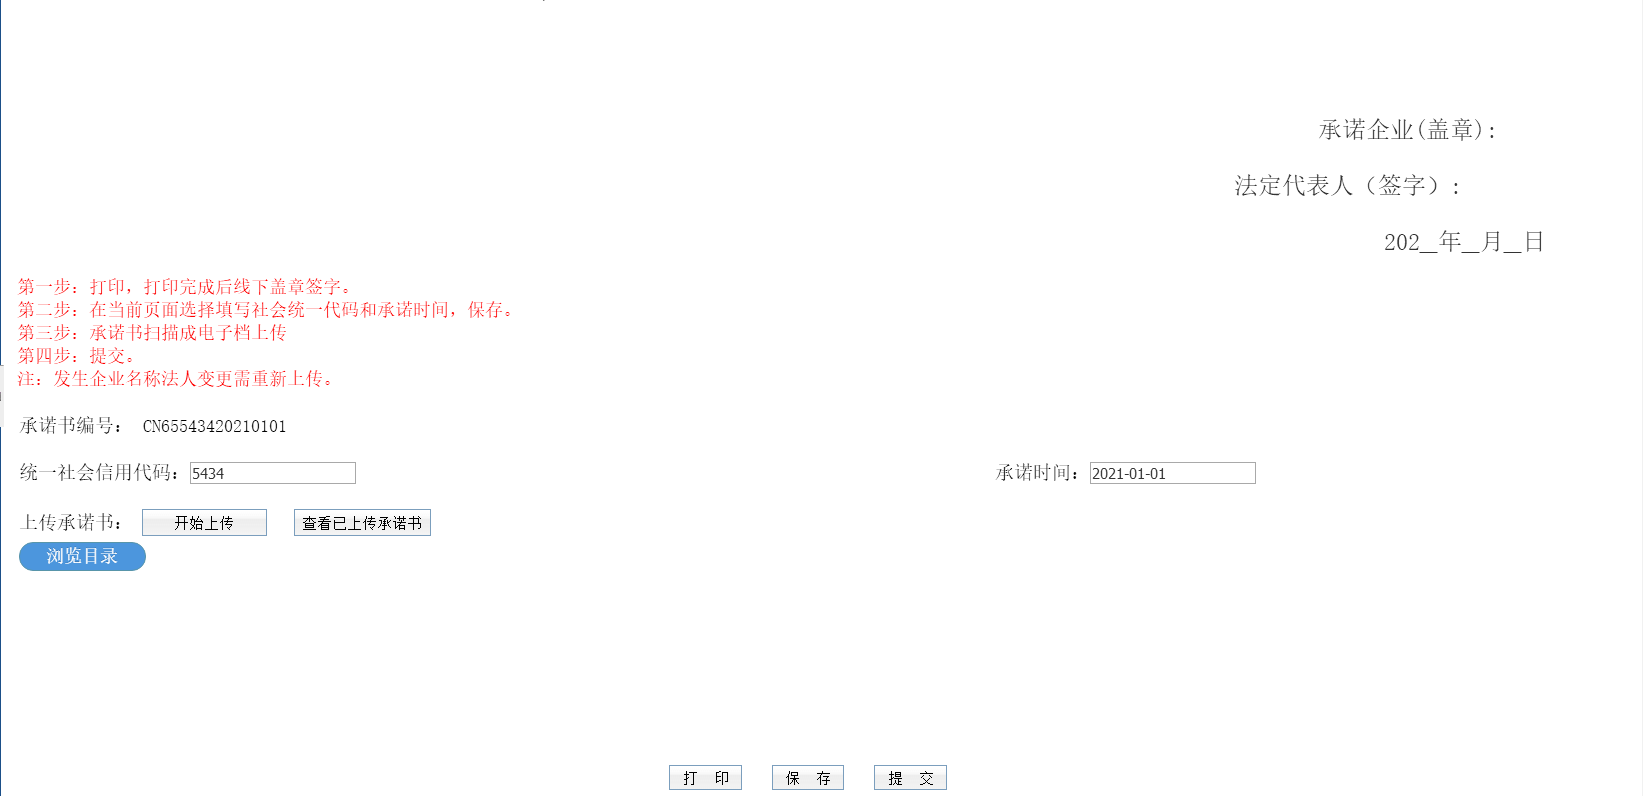 承诺企业(盖章):
法定代表人（签字）:
202__年__月__日
第一步：打印，打印完成后线下盖章签字。
第二步：在当前页面选择填写社会统一代码和承诺时间，保存。
第三步：承诺书扫描成电子档上传
第四步：提交。
注；发生企业名称法人变更需重新上传。
承诺书编号： CN65543420210101
统一社会信用代码：5434 承诺时间：2021-01-01
上传承诺书： 开始上传 查看已上传承诺书
浏览目录
打 印 保 存 提 交